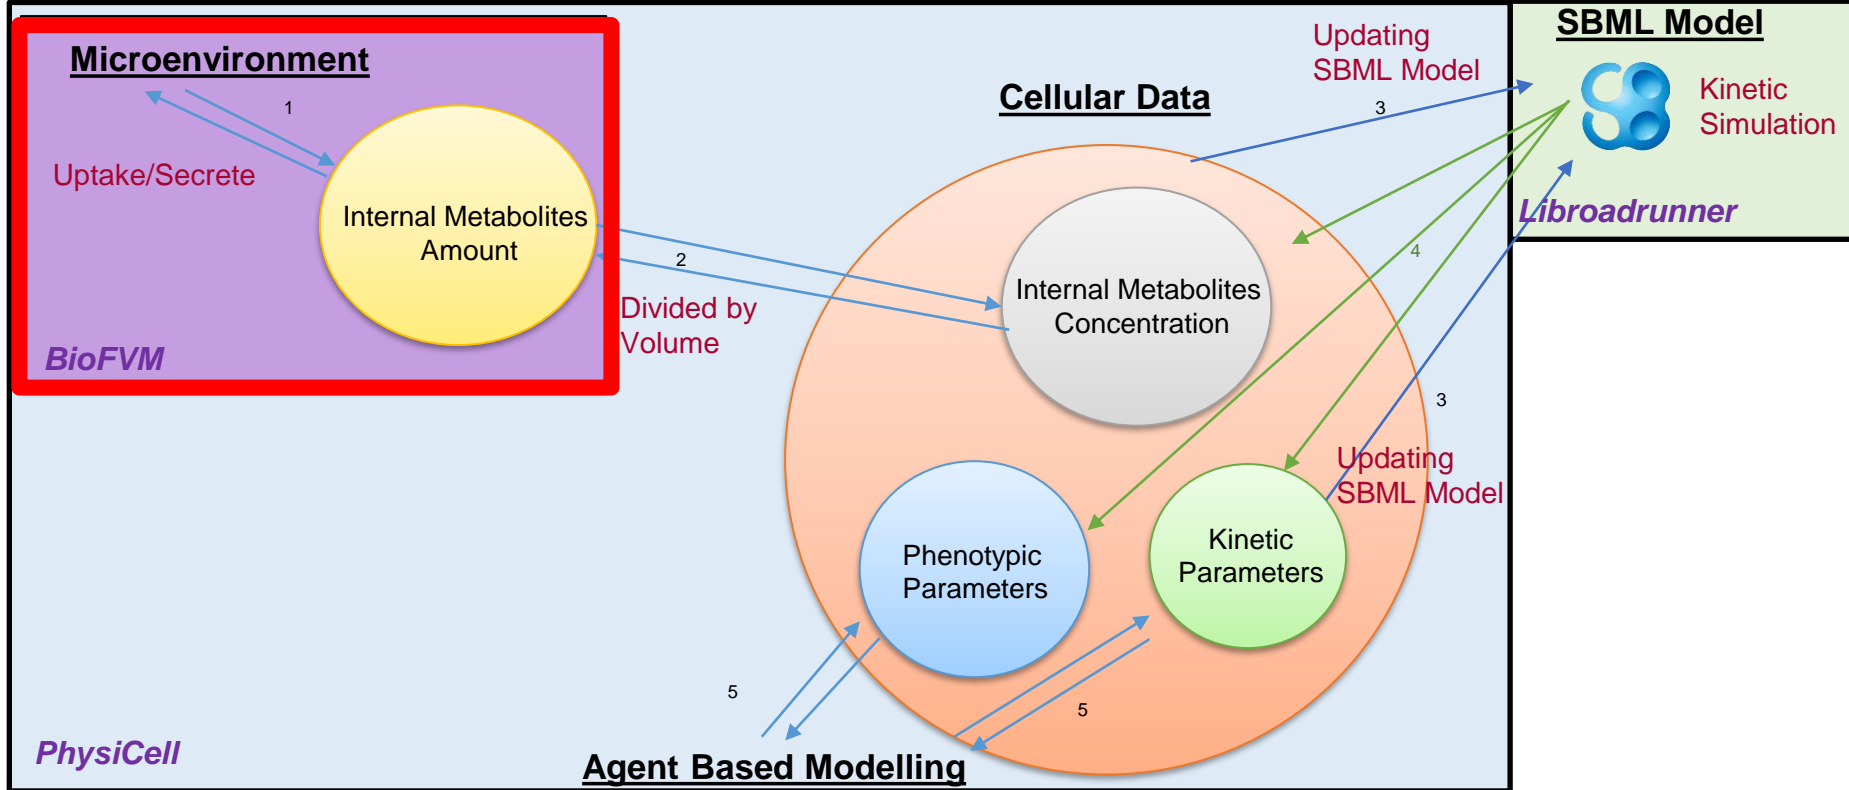 Microenvironment
1
Uptake/Secrete
Internal Metabolites
Amount
BioFVM
2
Divided by
Volume
Cellular Data
Updating
SBML Model
3
SBML Model
Kinetic
Simulation
Libroadrunner
4
Internal Metabolites
Concentration
3
Updating
SBML Model
Phenotypic
Parameters
Kinetic
Parameters
5
5
PhysiCell
Agent Based Modelling